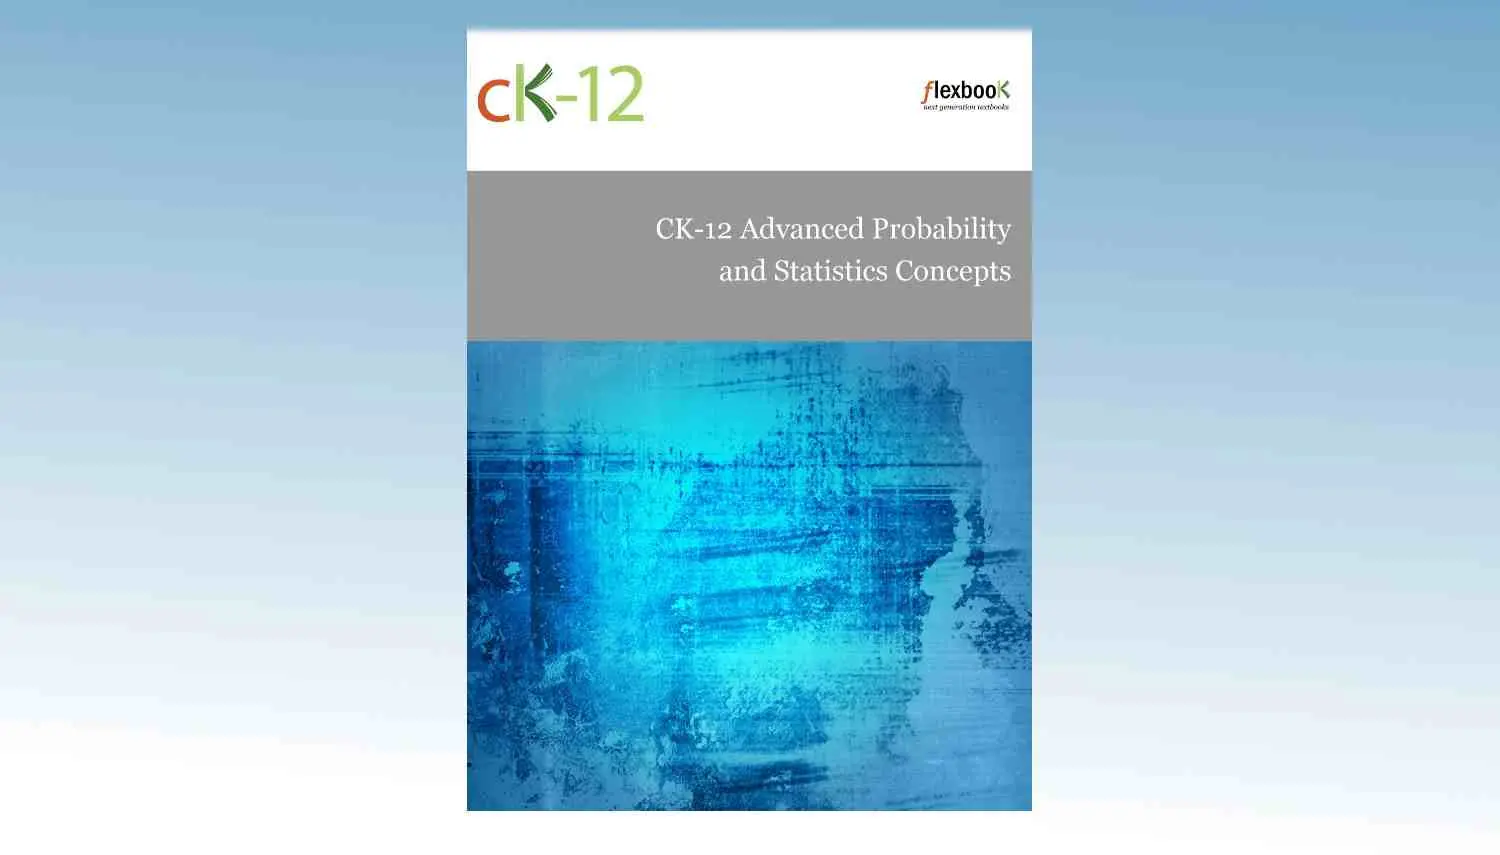 cK-12
flexbook
next generation textbooks
CK-12 Advanced Probability
and Statistics Concepts